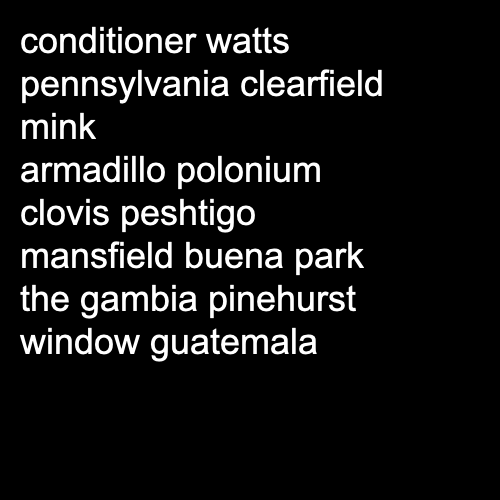 conditioner watts
pennsylvania clearfield
mink
armadillo polonium
clovis peshtigo
mansfield buena park
the gambia pinehurst
window guatemala